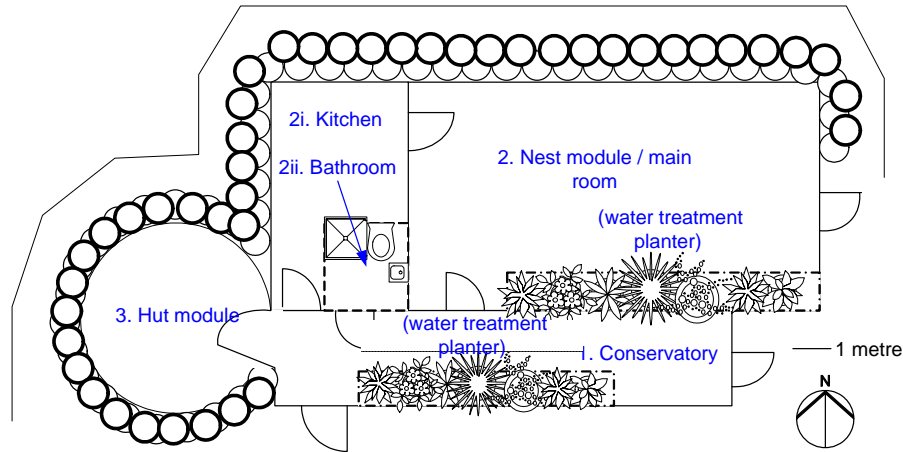 2i. Kitchen
2ii. Bathroom
2. Nest module / main
room
(water treatment
planter)
3. Hut module
(water treatment
planter)
1. Conservatory
1 metre
N